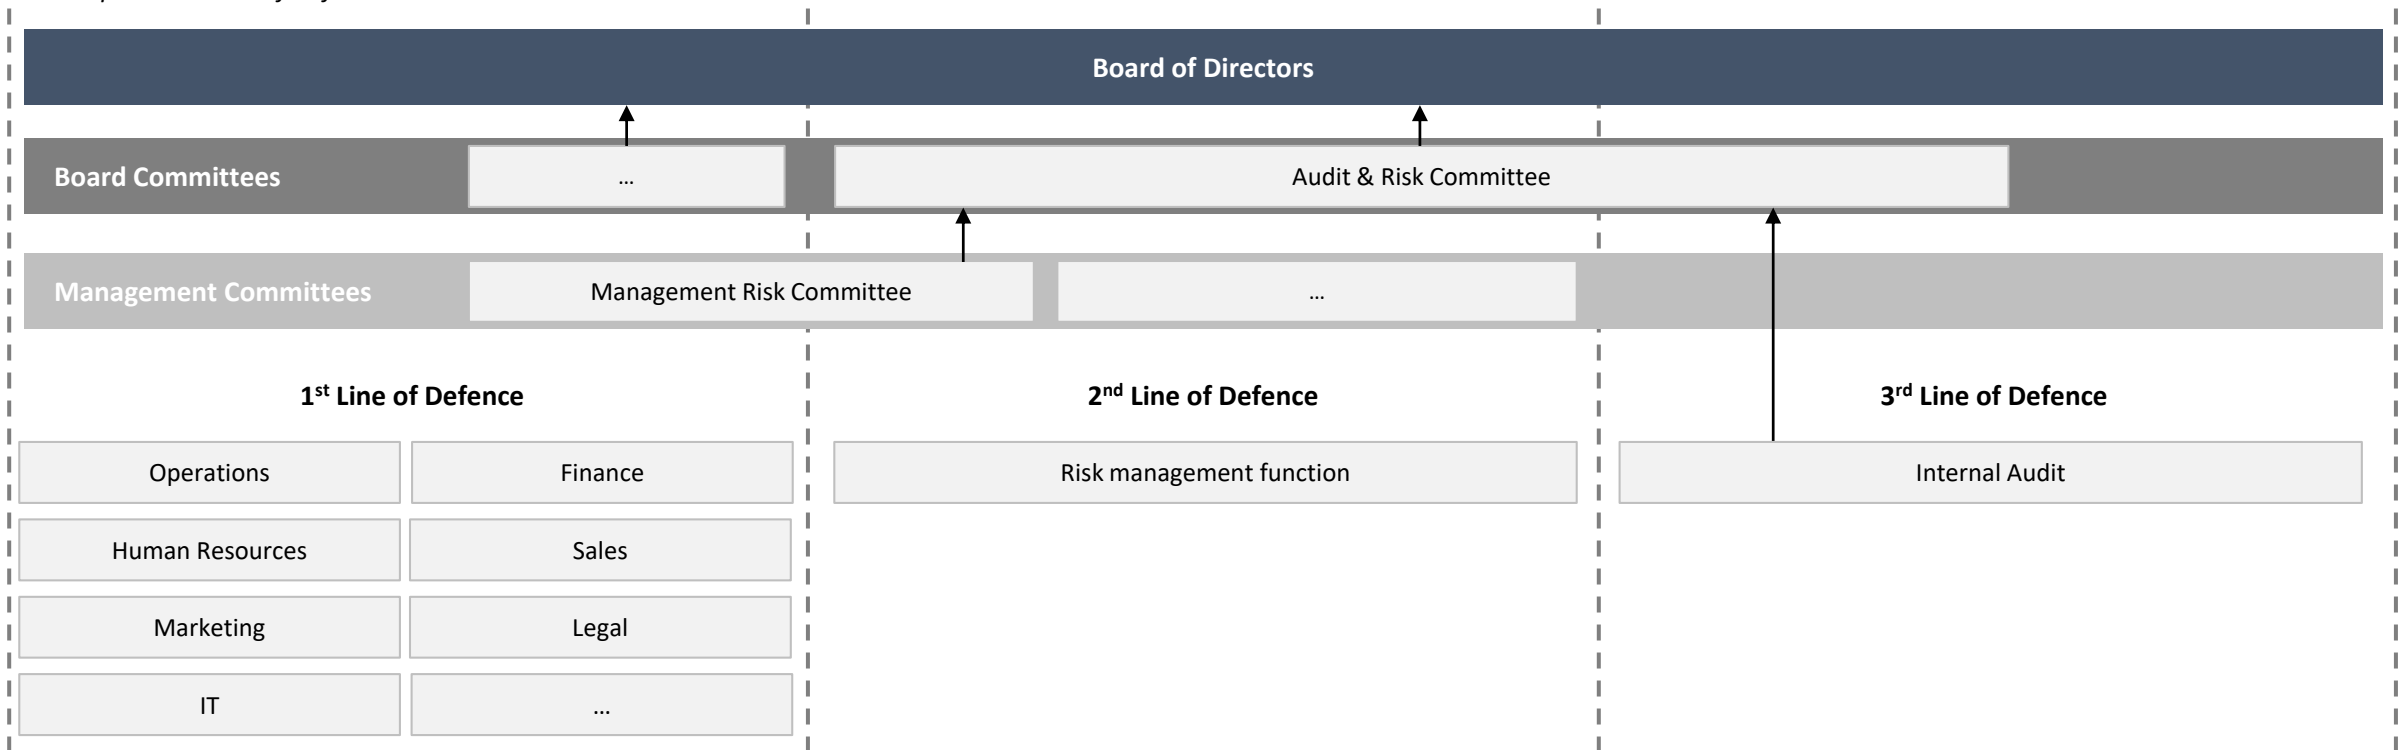 Board of Directors
Board Committees
…
Audit & Risk Committee
Management Committees
Management Risk Committee
…
1st Line of Defence
2nd Line of Defence
3rd Line of Defence
Operations
Finance
Risk management function
Internal Audit
Human Resources
Sales
Marketing
Legal
IT
…